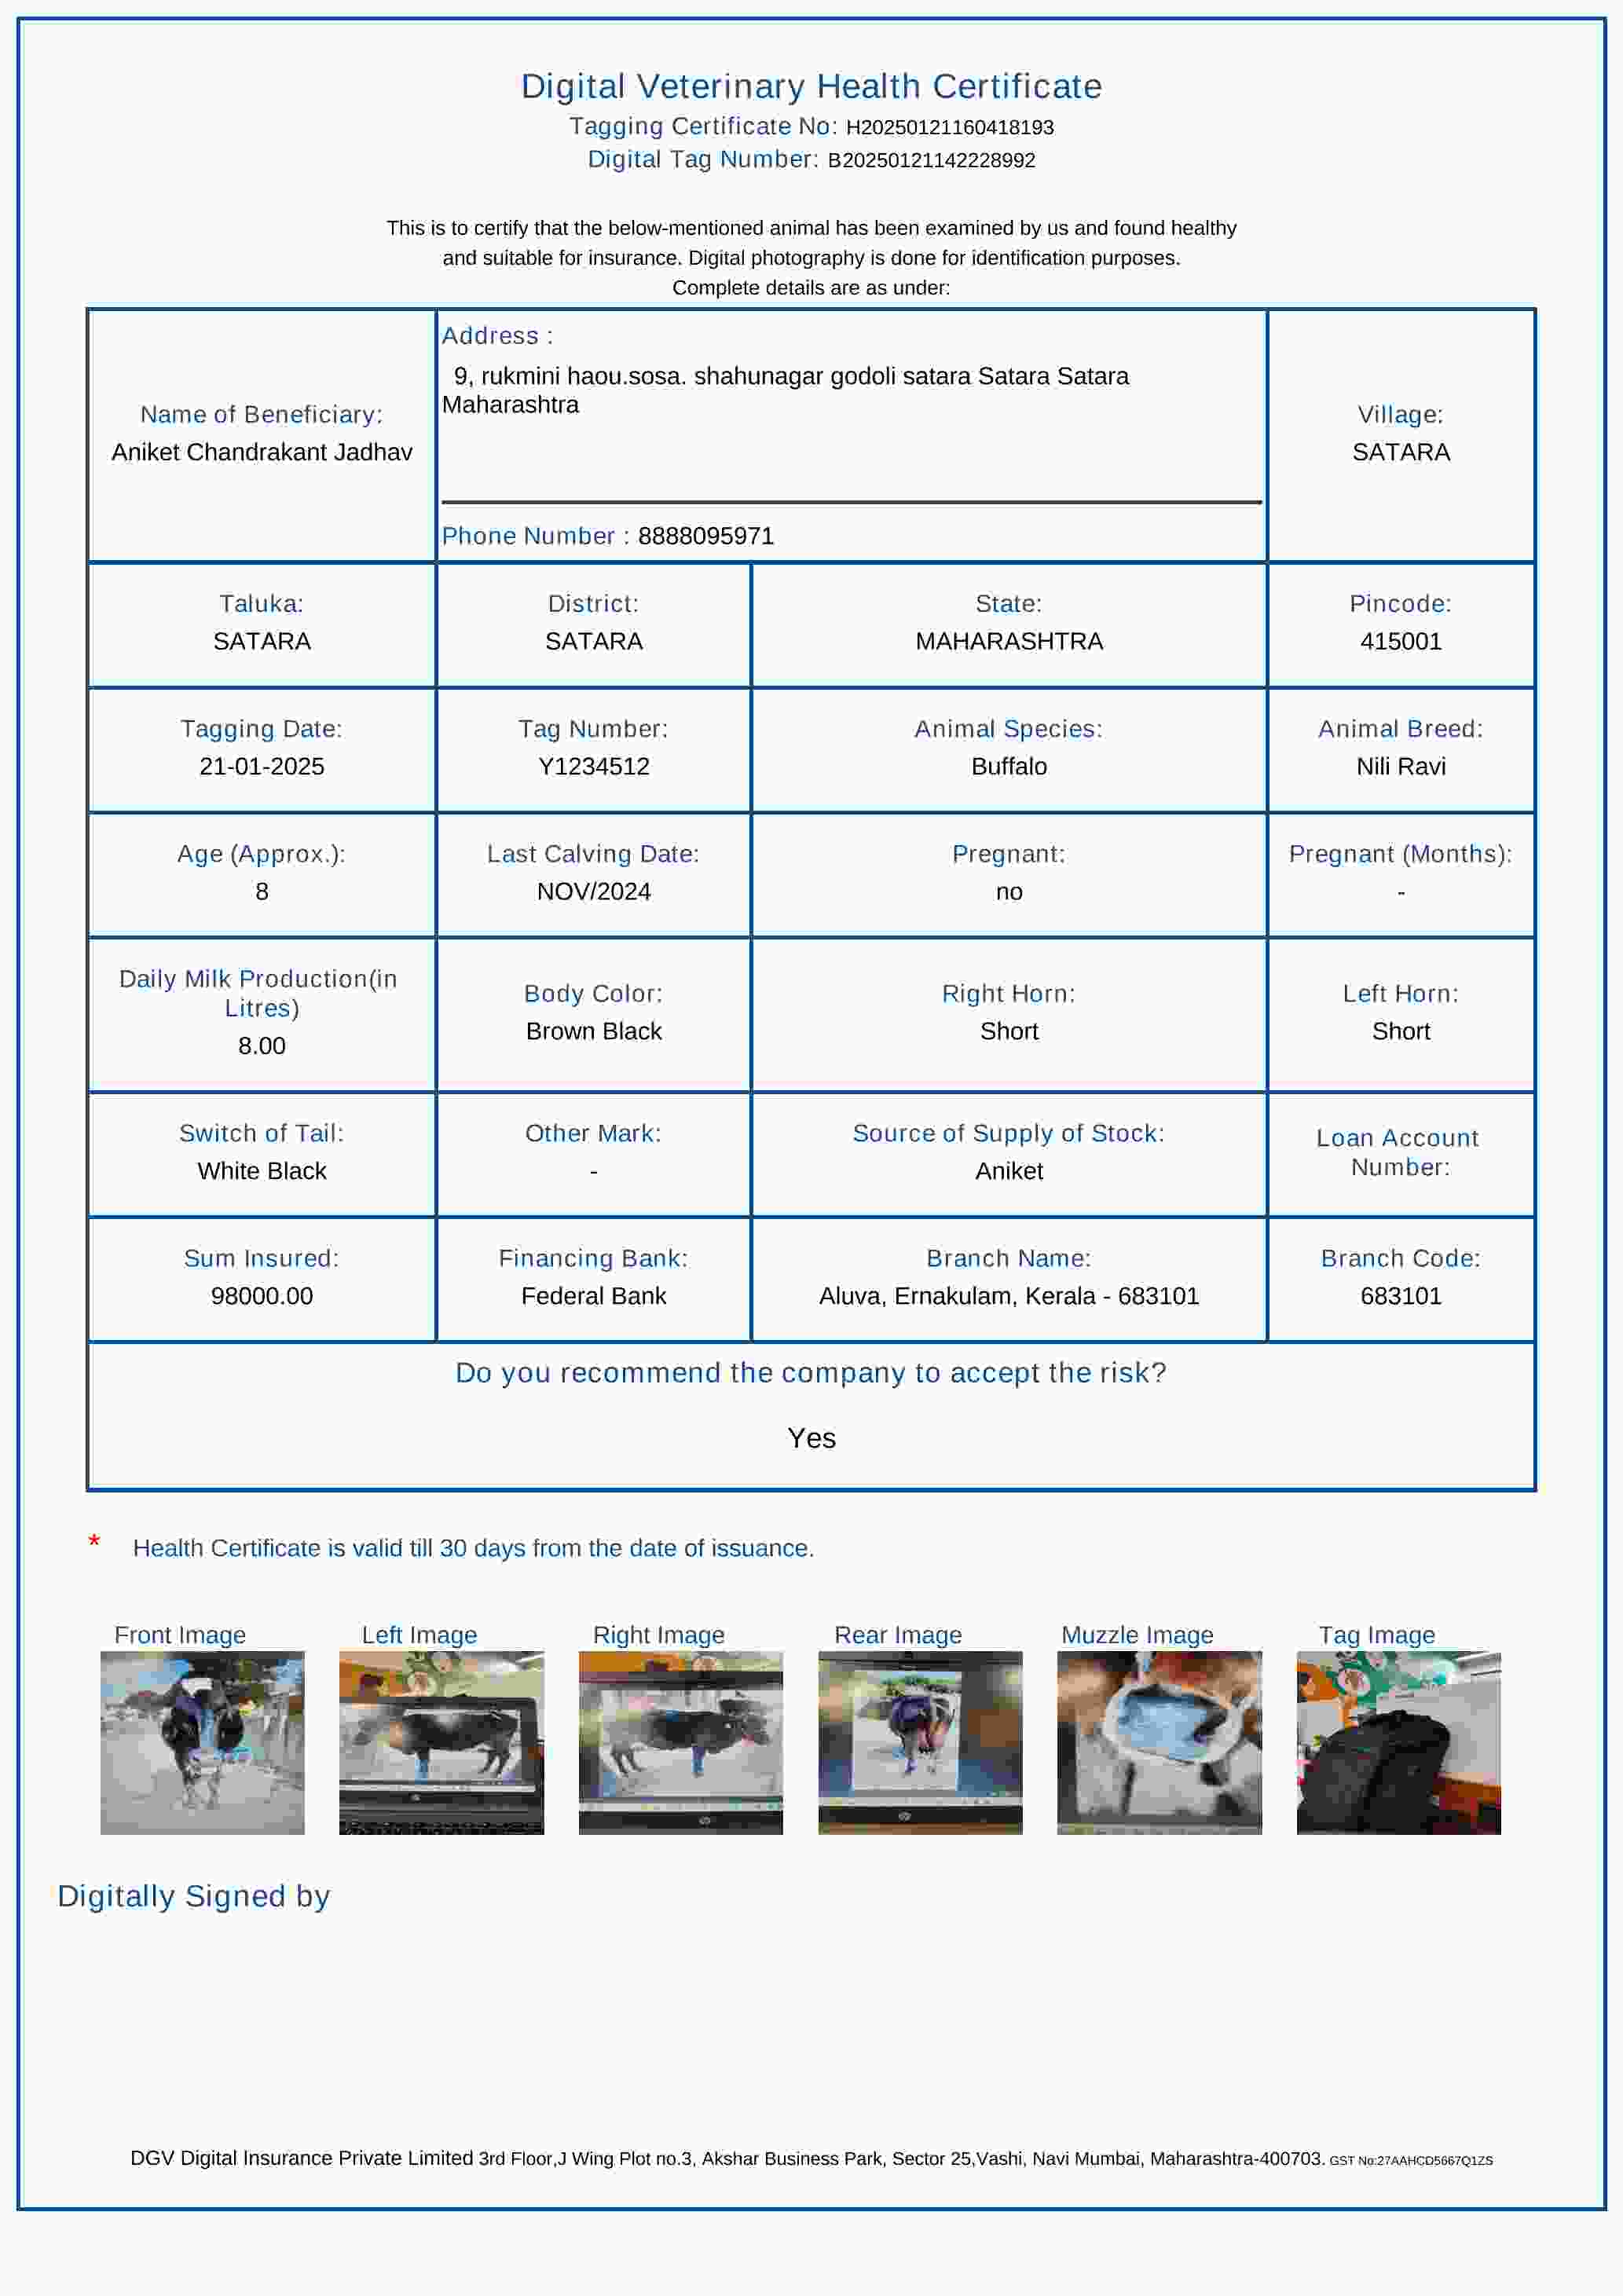 Digital Veterinary Health Certificate
Tagging Certificate No: H20250121160418193
Digital Tag Number: B20250121142228992
This is to certify that the below-mentioned animal has been examined by us and found healthy
and suitable for insurance. Digital photography is done for identification purposes.
Complete details are as under:
Name of Beneficiary:
Aniket Chandrakant Jadhav
Address :
9, rukmini haou.sosa. shahunagar godoli satara Satara Satara
Maharashtra
Phone Number : 8888095971
Village:
SATARA
Taluka:
SATARA
District:
SATARA
State:
MAHARASHTRA
Pincode:
415001
Tagging Date:
21-01-2025
Tag Number:
Y1234512
Animal Species:
Buffalo
Animal Breed:
Nili Ravi
Age (Approx.):
8
Last Calving Date:
NOV/2024
Pregnant:
no
Pregnant (Months):
-
Daily Milk Production(in
Litres)
8.00
Body Color:
Brown Black
Right Horn:
Short
Left Horn:
Short
Switch of Tail:
White Black
Other Mark:
-
Source of Supply of Stock:
Aniket
Loan Account
Number:
Sum Insured:
98000.00
Financing Bank:
Federal Bank
Branch Name:
Aluva, Ernakulam, Kerala - 683101
Branch Code:
683101
Do you recommend the company to accept the risk?
Yes
* Health Certificate is valid till 30 days from the date of issuance.
Front Image
Left Image
Right Image
Rear Image
Muzzle Image
Tag Image
Digitally Signed by
DGV Digital Insurance Private Limited 3rd Floor,J Wing Plot no.3, Akshar Business Park, Sector 25,Vashi, Navi Mumbai, Maharashtra-400703. GST No:27AAHCD5667Q1ZS